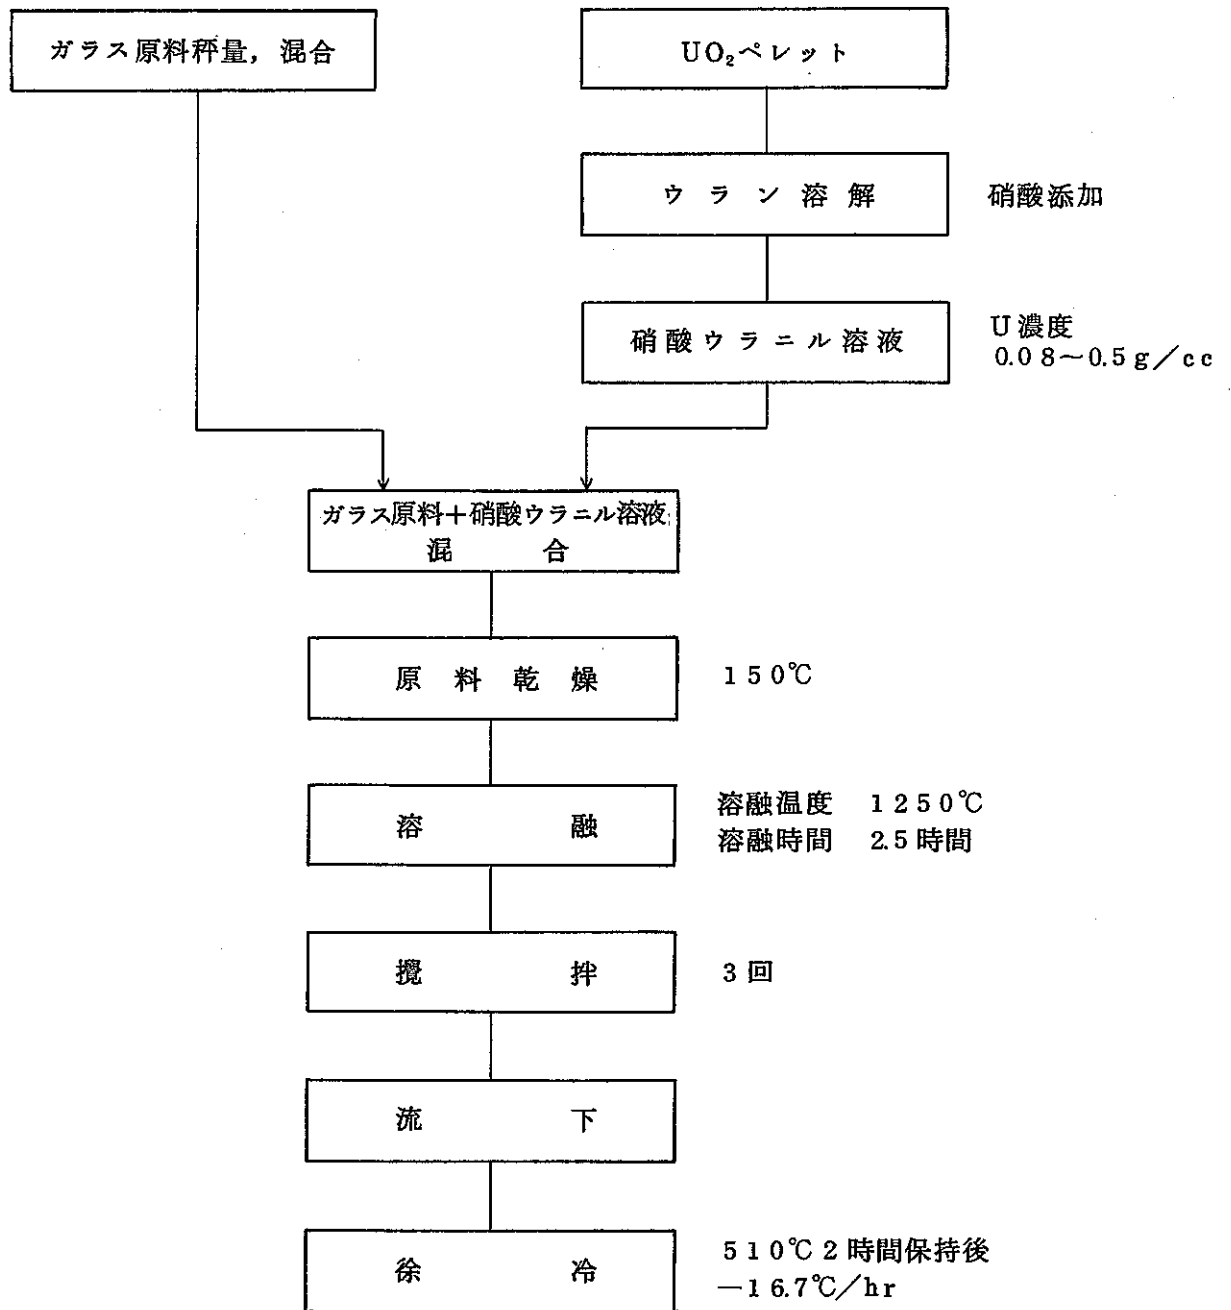 ガラス原料秤量，混合
UO₂ペレット
ウラン溶解
硝酸添加
硝酸ウラニル溶液
U濃度
0.08～0.5g／cc
ガラス原料＋硝酸ウラニル溶液
混合
原料乾燥
150℃
溶融
溶融温度 1250℃
溶融時間 2.5時間
攪拌
3回
流下
徐冷
510℃2時間保持後
－16.7℃／hr